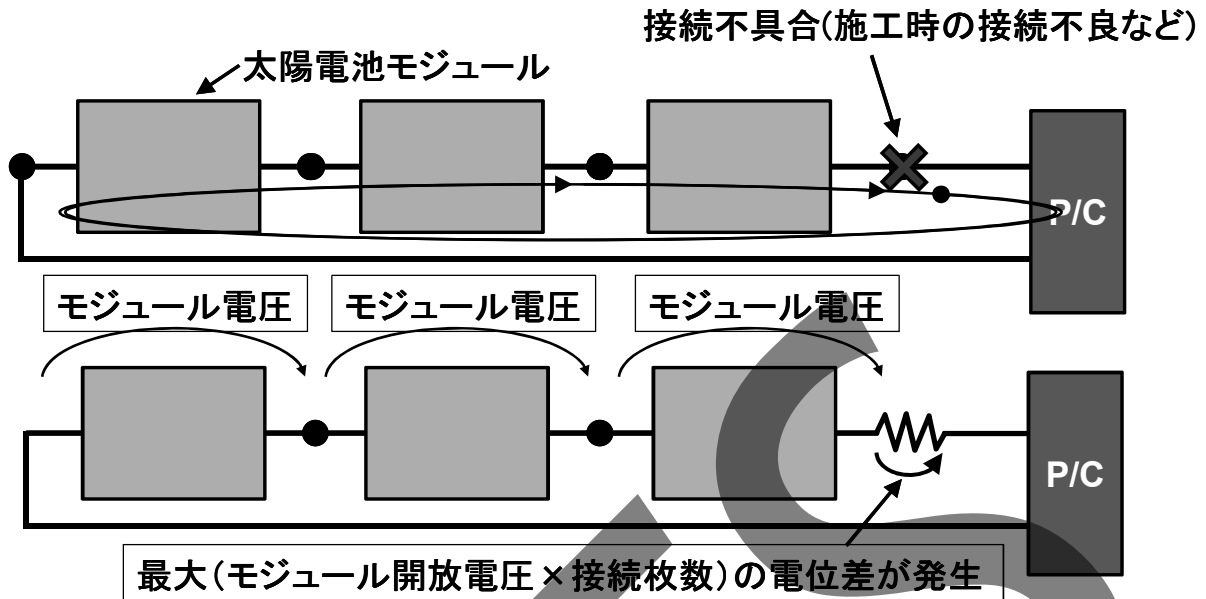 接続不具合(施工時の接続不良など)
太陽電池モジュール
P/C
モジュール電圧
モジュール電圧
モジュール電圧
P/C
最大(モジュール開放電圧×接続枚数)の電位差が発生